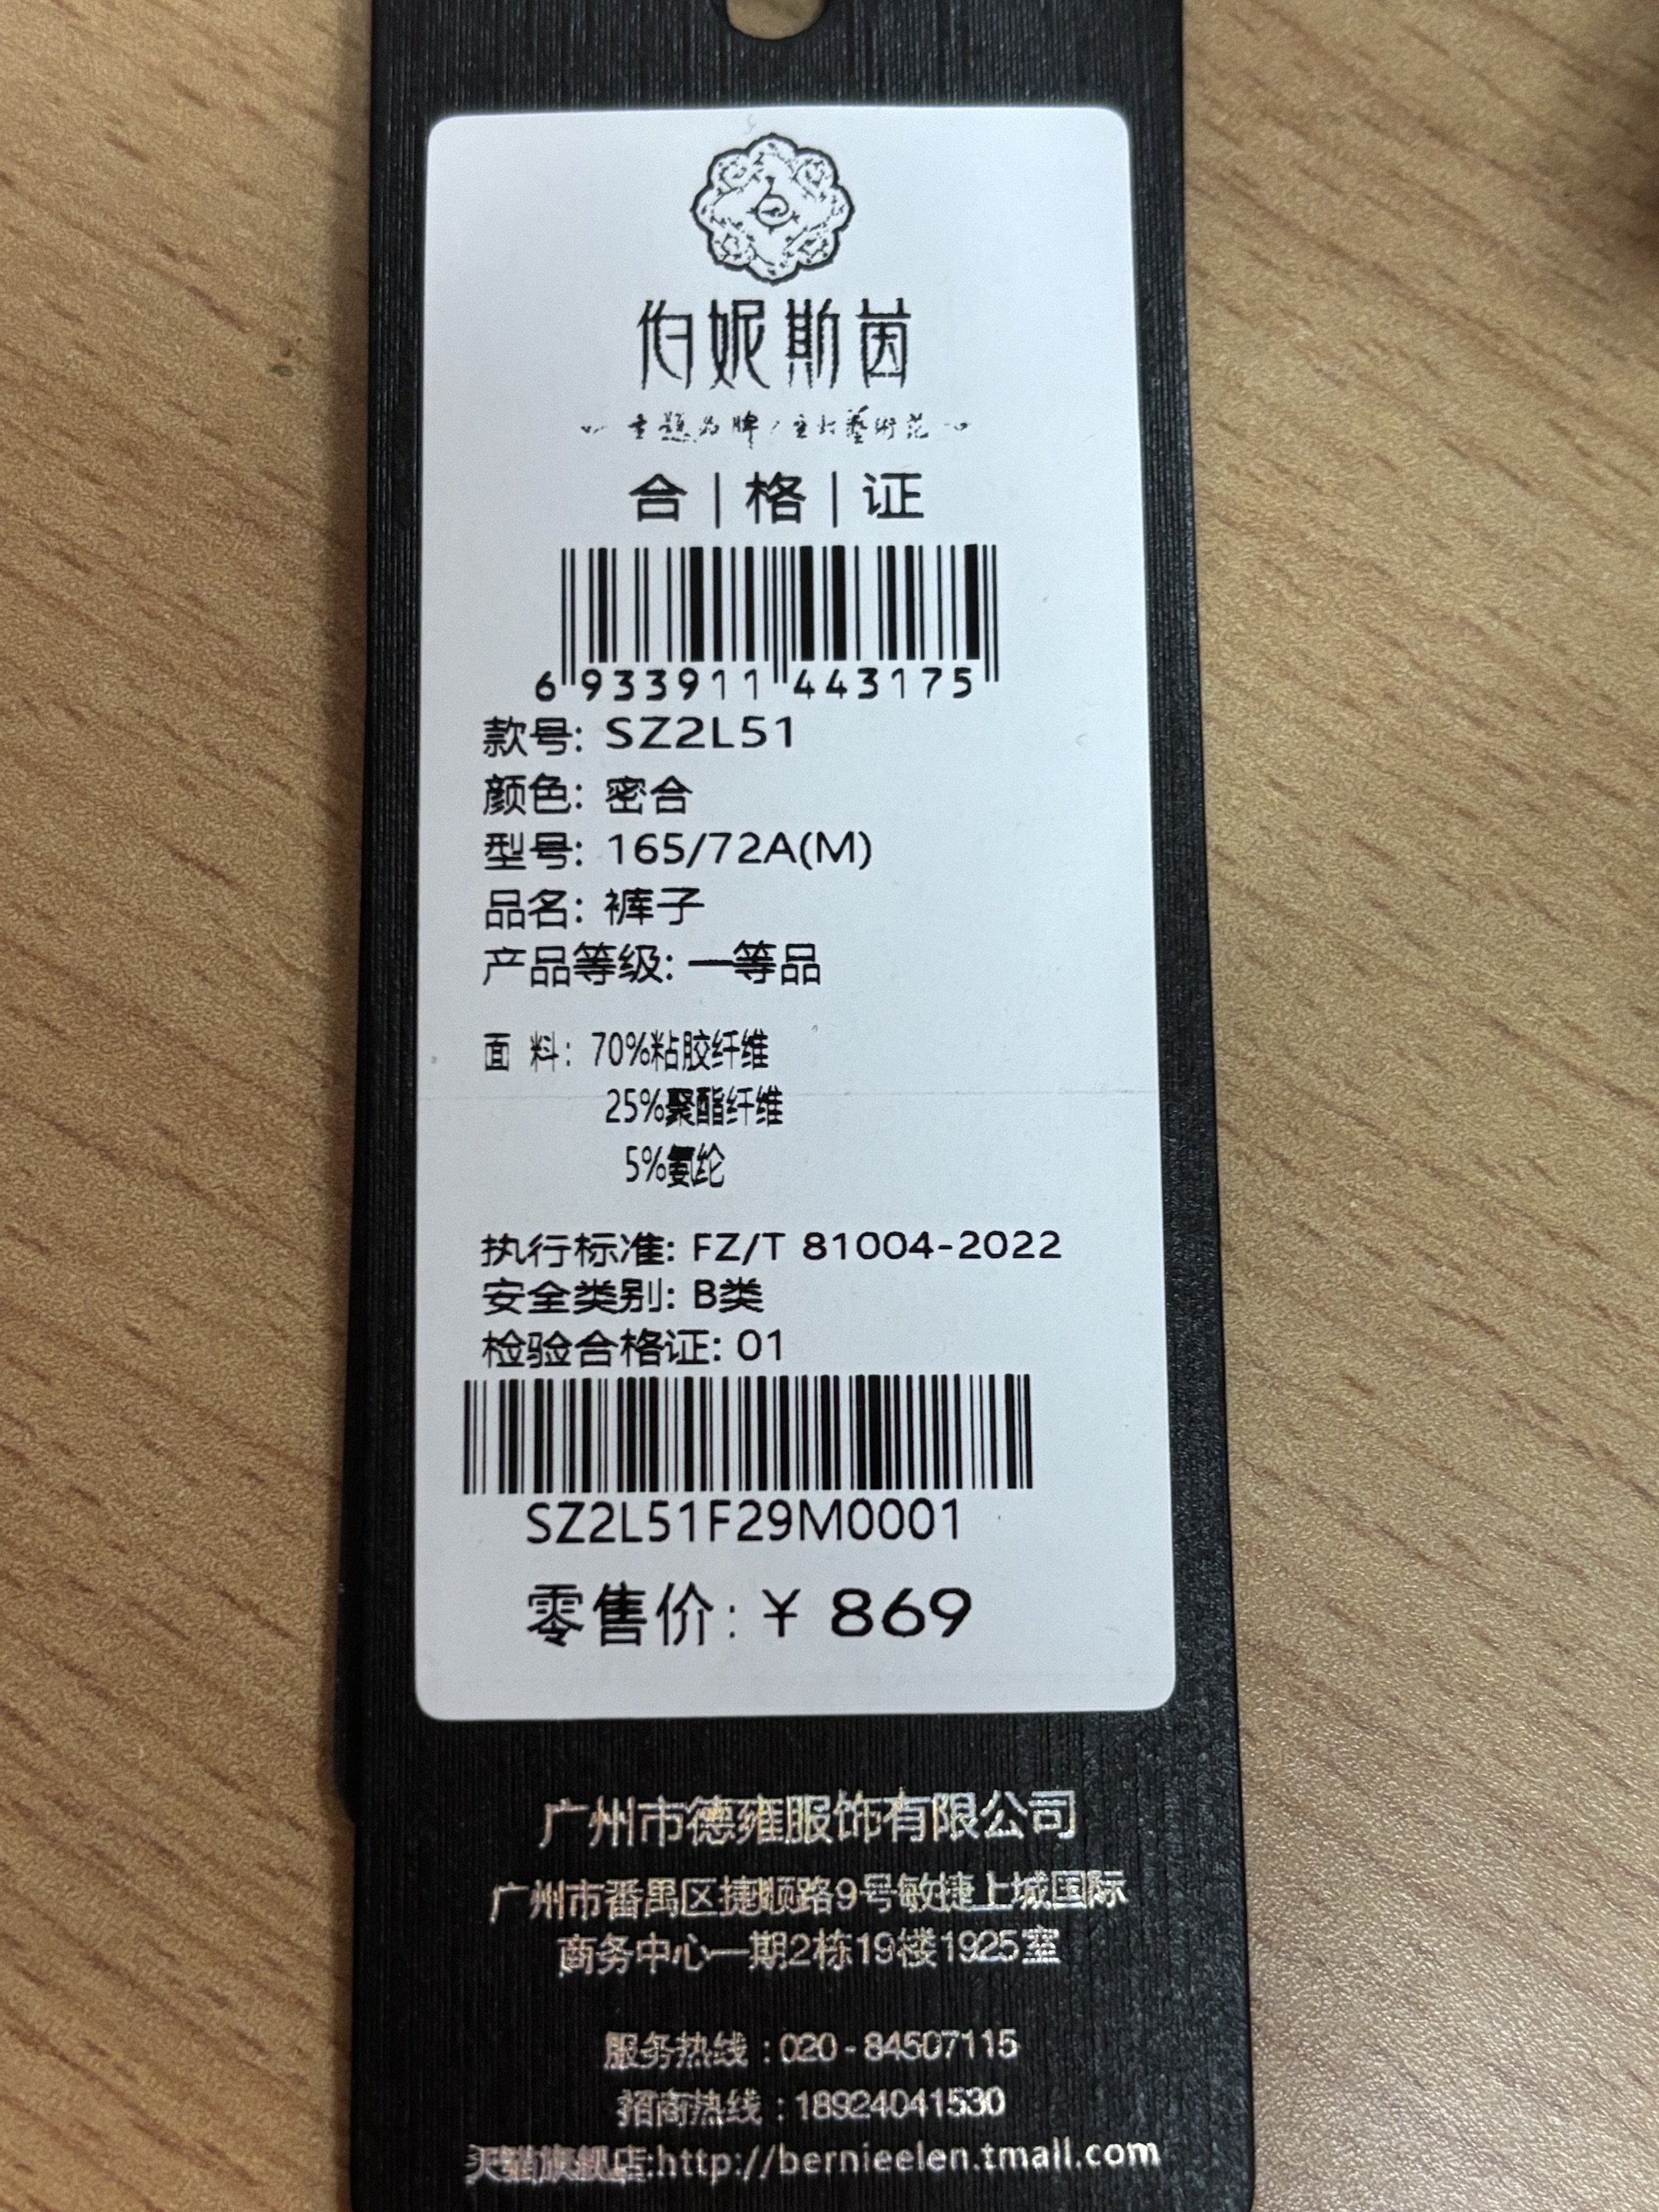 伯妮斯茵
合|格|证
6 933911 443175
款号: SZ2L51
颜色: 密合
型号: 165/72A(M)
品名: 裤子
产品等级: 一等品
面 料: 70%粘胶纤维
25%聚酯纤维
5%氨纶
执行标准: FZ/T 81004-2022
安全类别: B类
检验合格证: 01
SZ2L51F29M0001
零售价: ¥ 869
广州市德雍服饰有限公司
广州市番禺区捷顺路9号敏捷上城国际
商务中心一期2栋19楼1925室
服务热线：020-84507115
招商热线：18924041530
天猫旗舰店:http://bernieelen.tmall.com